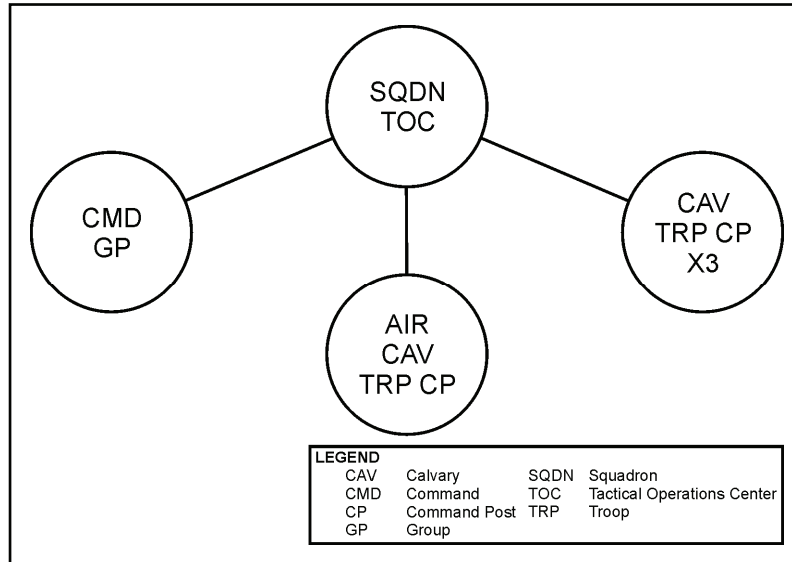 SQDN
TOC
CMD
GP
CAV
TRP CP
X3
AIR
CAV
TRP CP
LEGEND
CAV Calvary SQDN Squadron
CMD Command TOC Tactical Operations Center
CP Command Post TRP Troop
GP Group